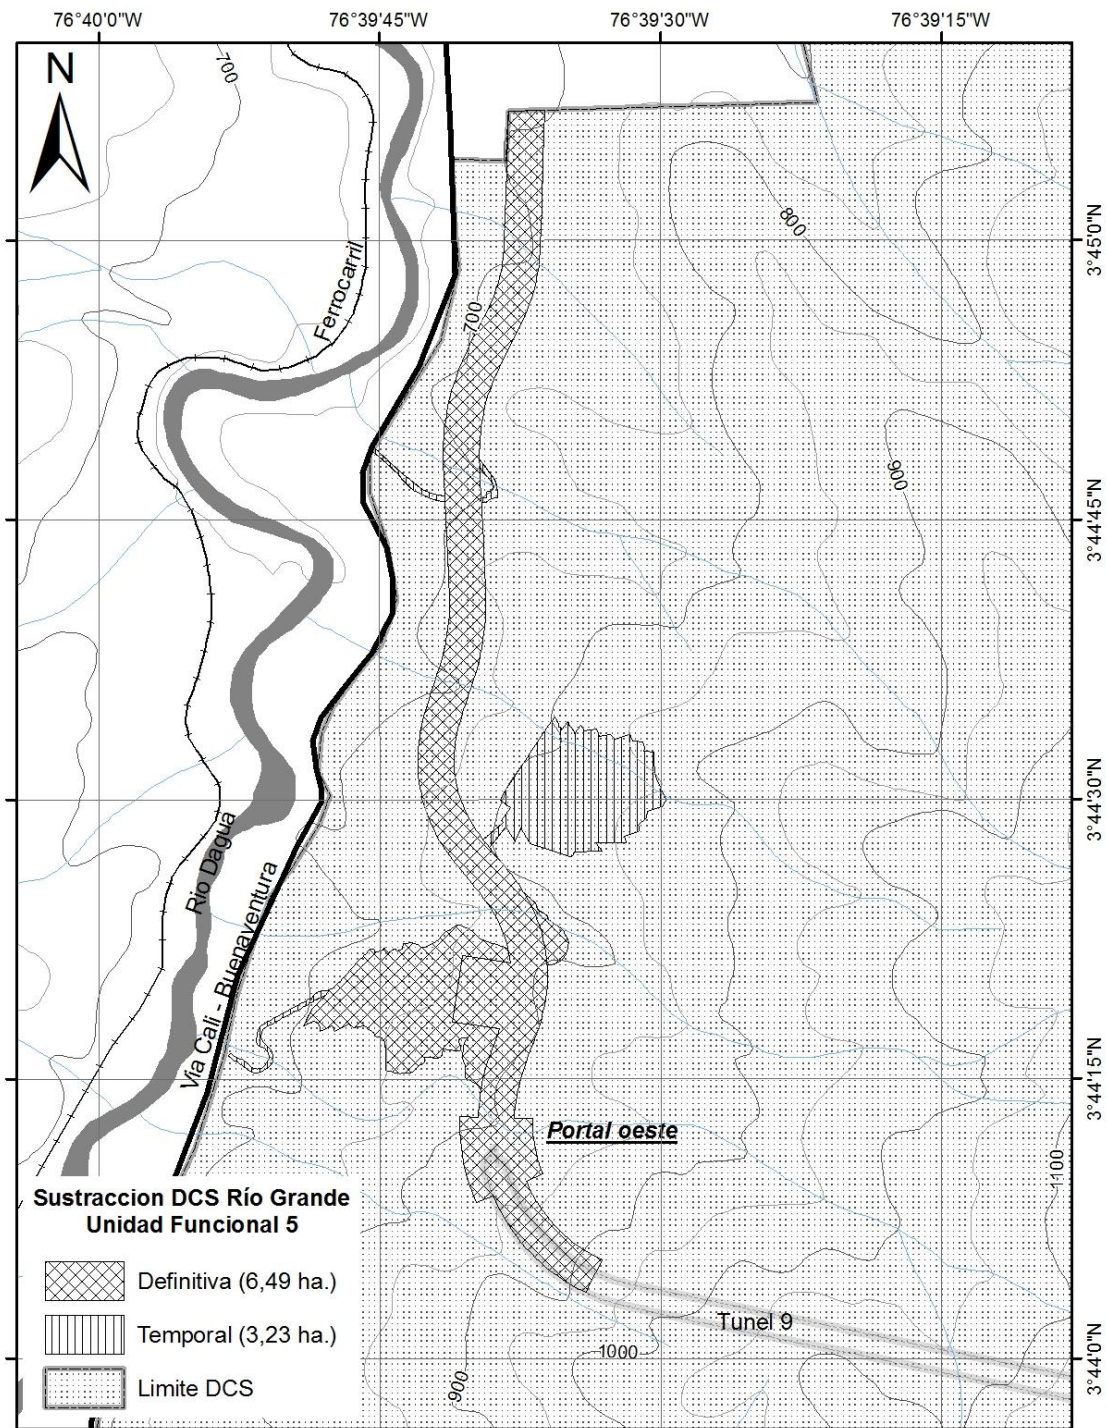 76°40'0"W
76°39'45"W
76°39'30"W
76°39'15"W
N
700
800
3°45'0"N
Ferrocarril
700
900
3°44'45"N
3°44'30"N
Rio Dagua
Via Cali - Buenaventura
3°44'15"N
Portal oeste
1100
Sustraccion DCS Río Grande
Unidad Funcional 5
Definitiva (6,49 ha.)
Temporal (3,23 ha.)
Limite DCS
Tunel 9
1000
900
3°44'0"N